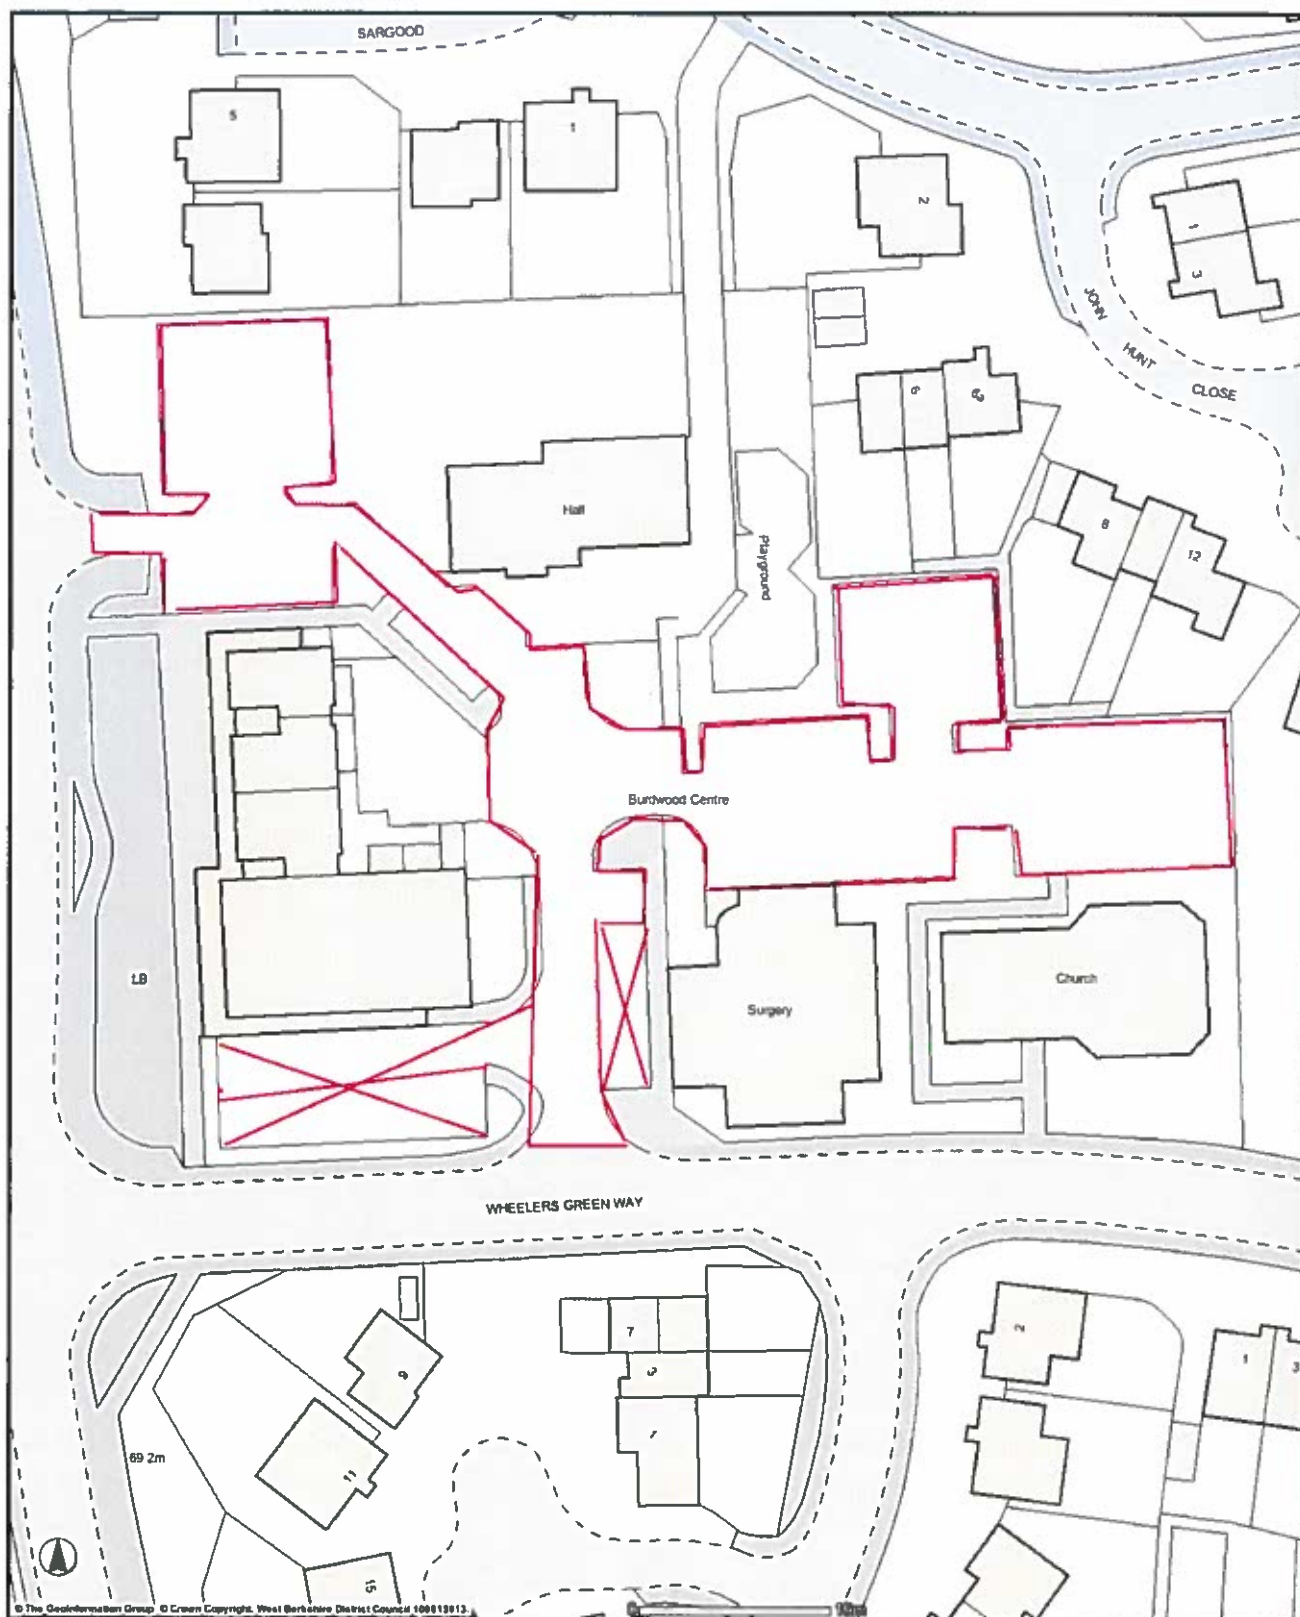 SARGOOD
5
1
2
1
3
JOHN
HUNT
CLOSE
6
8
12
Hall
Playground
Burdwood Centre
LB
Surgery
Church
WHEELERS GREEN WAY
7
9
2
1
3
11
69 2m
15
© The GeoInformation Group © Crown Copyright, West Berkshire District Council 100013913